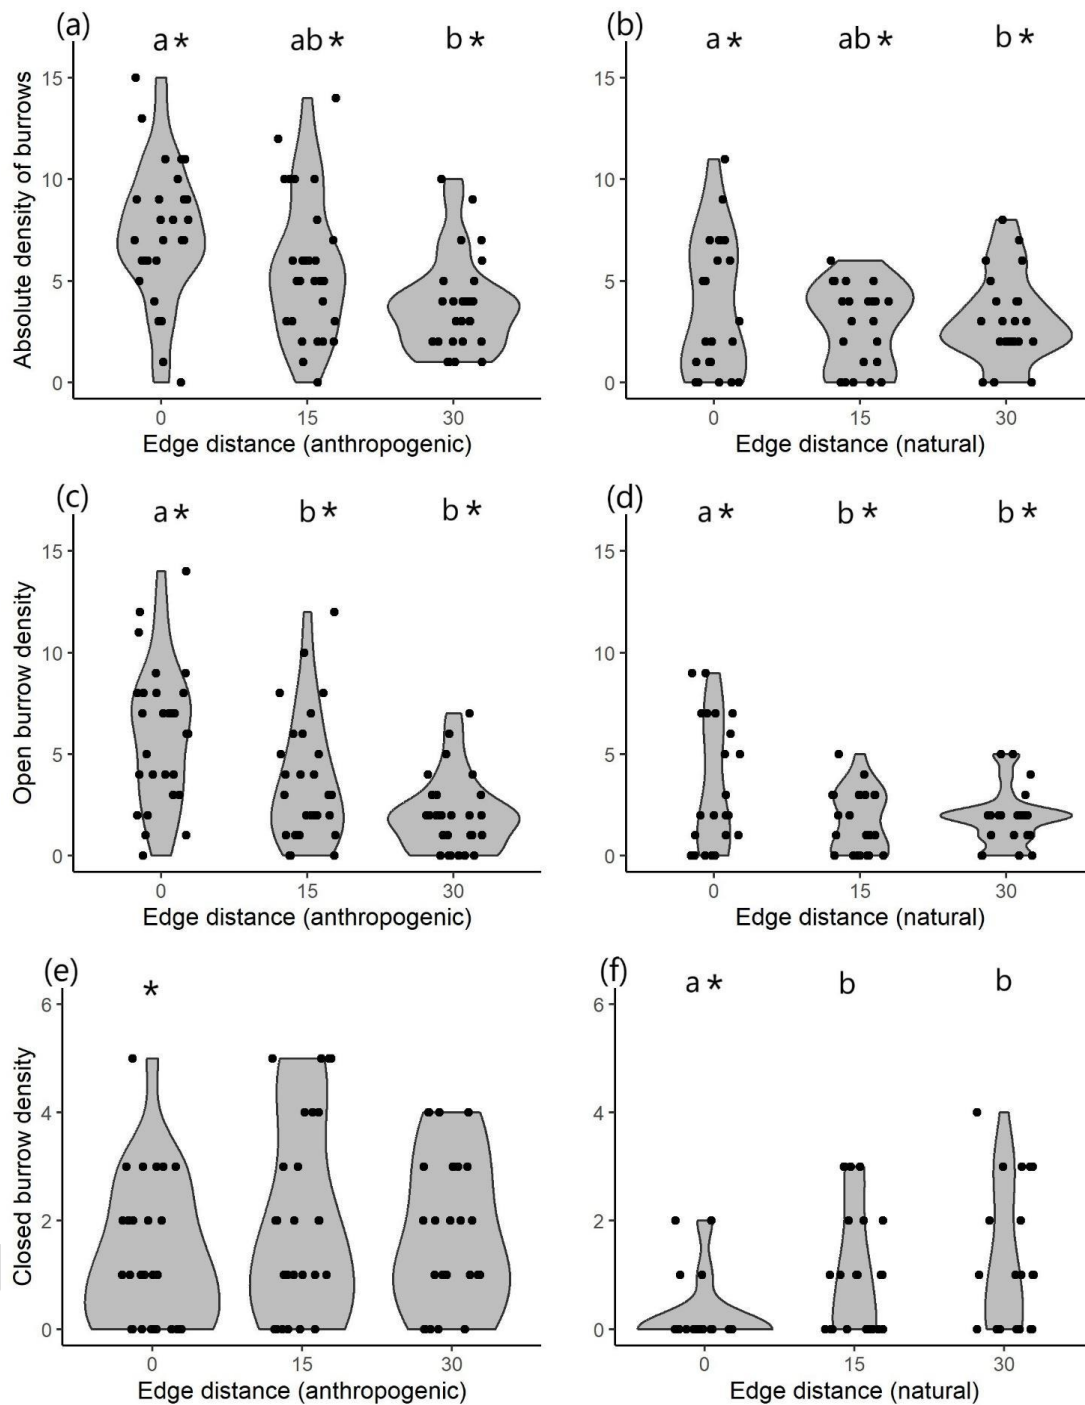 (a) (b)
a * ab * b * a * ab * b *
Absolute density of burrows
15 15
10 10
5 5
0 0
0 15 30 0 15 30
Edge distance (anthropogenic) Edge distance (natural)
(c) (d)
a * b * b * a * b * b *
Open burrow density
15 15
10 10
5 5
0 0
0 15 30 0 15 30
Edge distance (anthropogenic) Edge distance (natural)
(e) (f)
* a * b b
Closed burrow density
6 6
4 4
2 2
0 0
0 15 30 0 15 30
Edge distance (anthropogenic) Edge distance (natural)